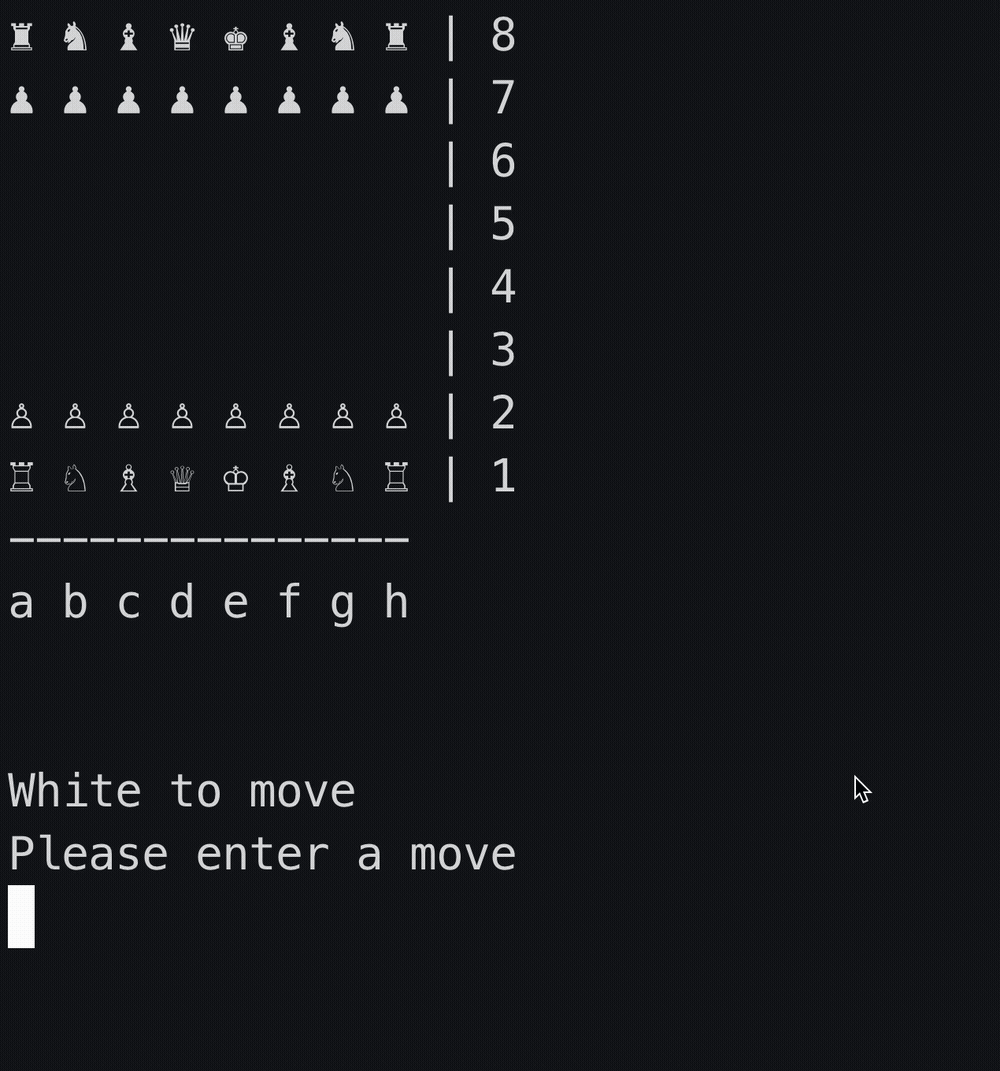 ♜ ♞ ♝ ♛ ♚ ♝ ♞ ♜ | 8
♟ ♟ ♟ ♟ ♟ ♟ ♟ ♟ | 7
| 6
| 5
| 4
| 3
♙ ♙ ♙ ♙ ♙ ♙ ♙ ♙ | 2
♖ ♘ ♗ ♕ ♔ ♗ ♘ ♖ | 1
_______________
a b c d e f g h
White to move
Please enter a move